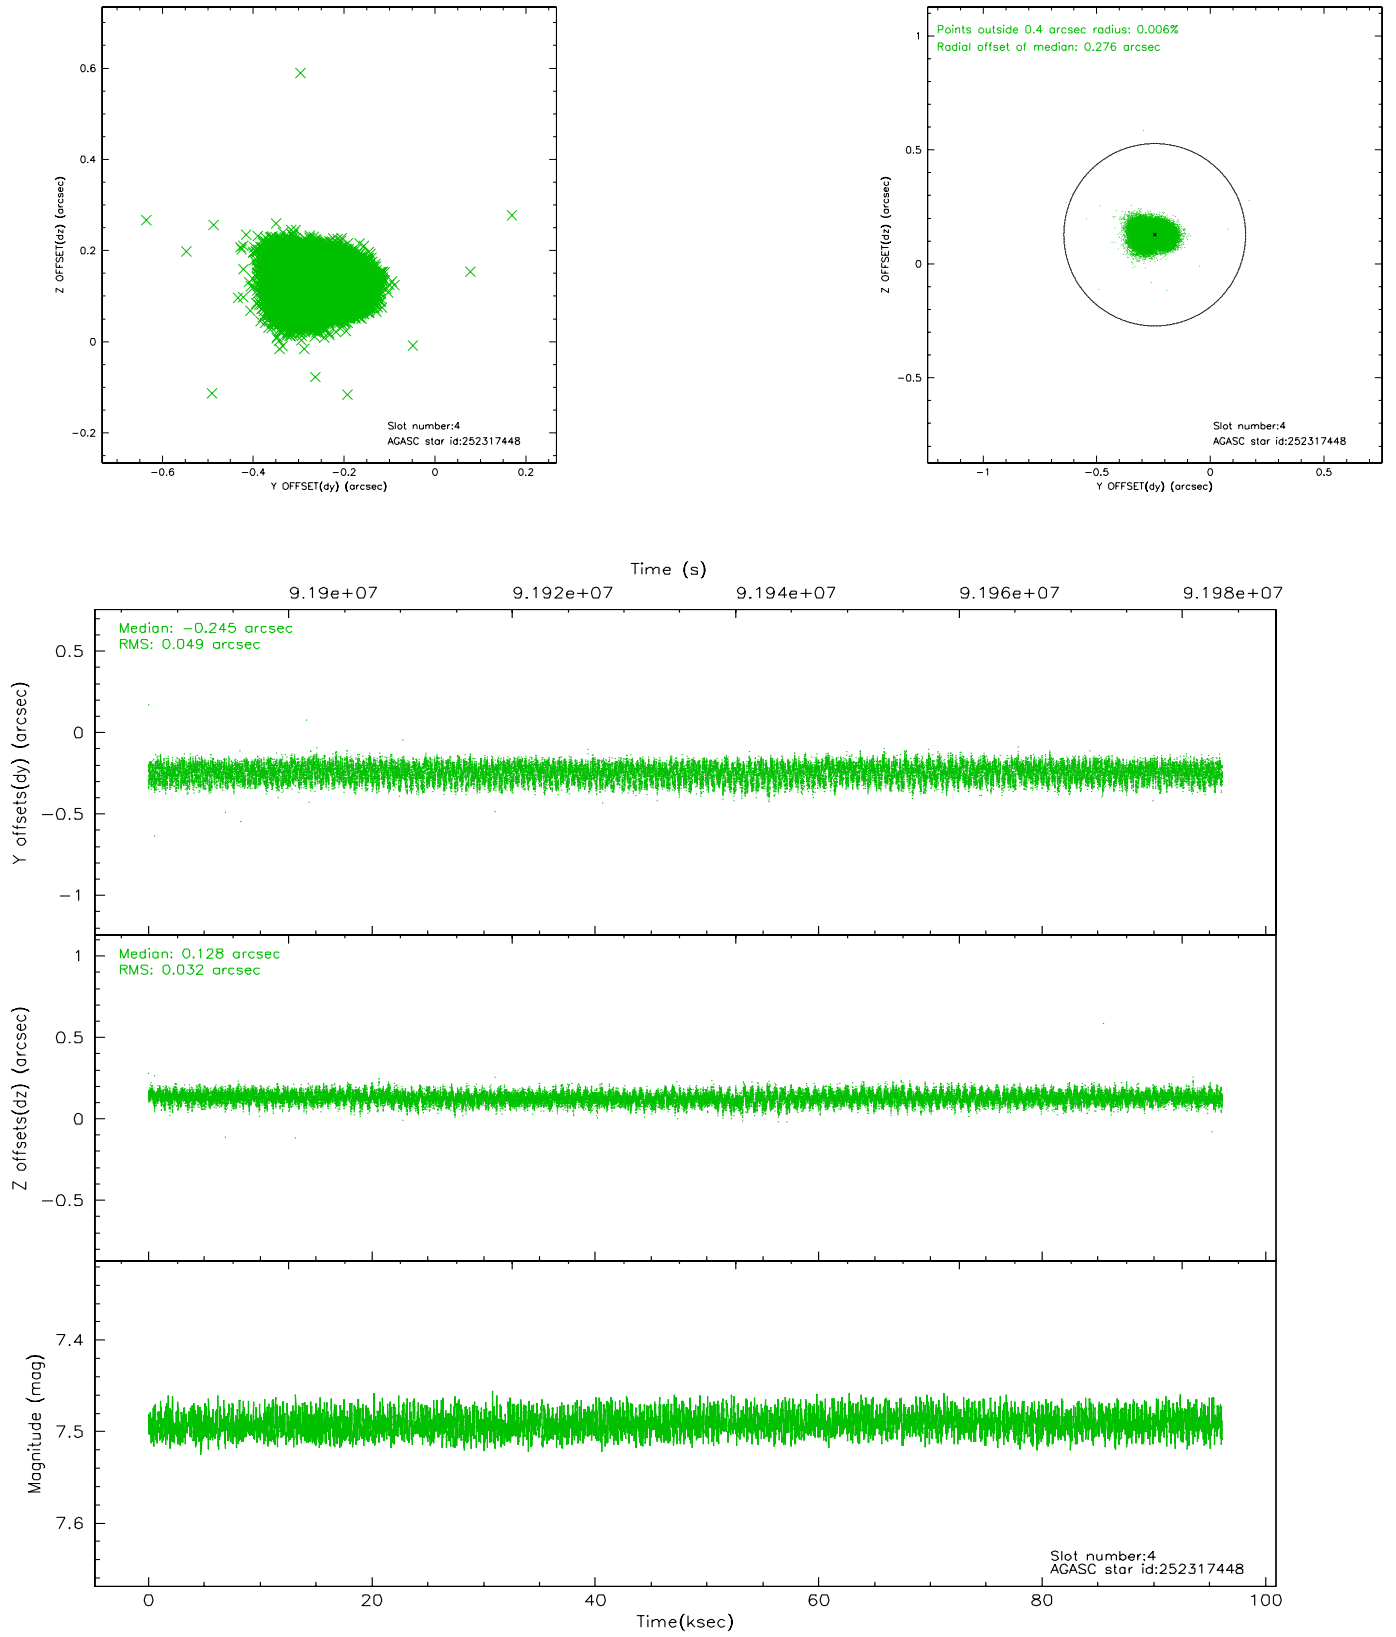 0.6
0.4
0.2
0
−0.2
Z OFFSET(dz) (arcsec)
Slot number:4
AGASC star id:252317448
−0.6 −0.4 −0.2 0 0.2
Y OFFSET(dy) (arcsec)
Points outside 0.4 arcsec radius: 0.006%
Radial offset of median: 0.276 arcsec
1
0.5
0
−0.5
Z OFFSET(dz) (arcsec)
Slot number:4
AGASC star id:252317448
−1 −0.5 0 0.5
Y OFFSET(dy) (arcsec)
Time (s)
9.19e+07 9.192e+07 9.194e+07 9.196e+07 9.198e+07
Median: −0.245 arcsec
RMS: 0.049 arcsec
0.5
0
−0.5
−1
Y offsets(dy) (arcsec)
Median: 0.128 arcsec
RMS: 0.032 arcsec
1
0.5
0
−0.5
Z offsets(dz) (arcsec)
7.4
7.5
7.6
Magnitude (mag)
Slot number:4
AGASC star id:252317448
0 20 40 60 80 100
Time(ksec)